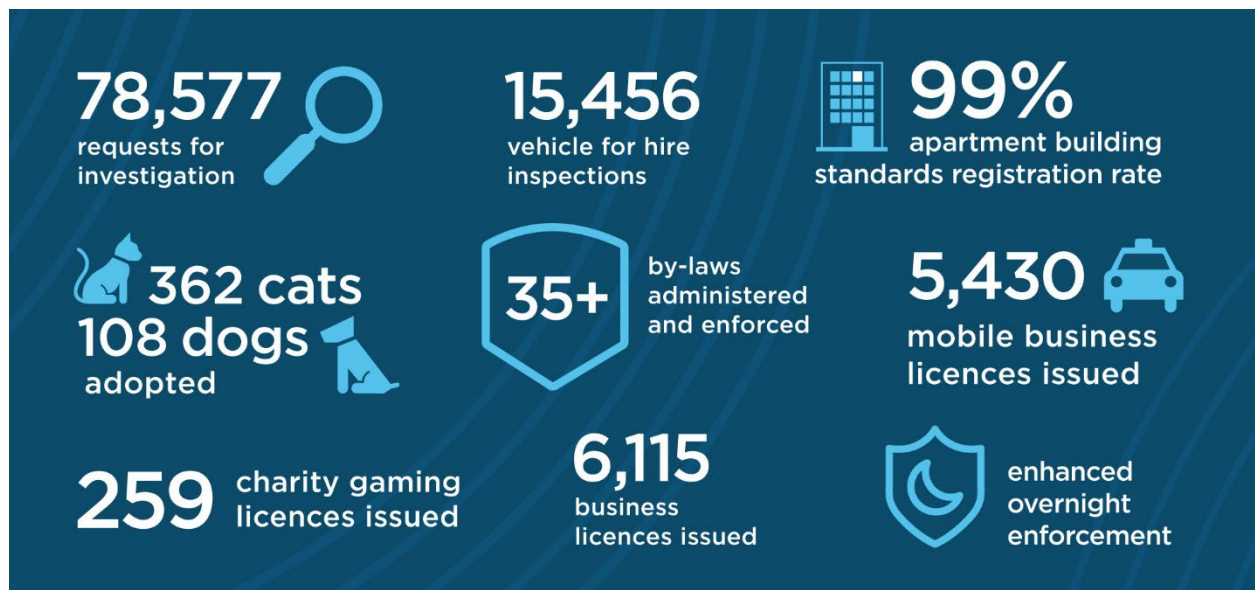 78,577
requests for
investigation
15,456
vehicle for hire
inspections
99%
apartment building
standards registration rate
362 cats
108 dogs
adopted
35+
by-laws
administered
and enforced
5,430
mobile business
licences issued
259
charity gaming
licences issued
6,115
business
licences issued
enhanced
overnight
enforcement